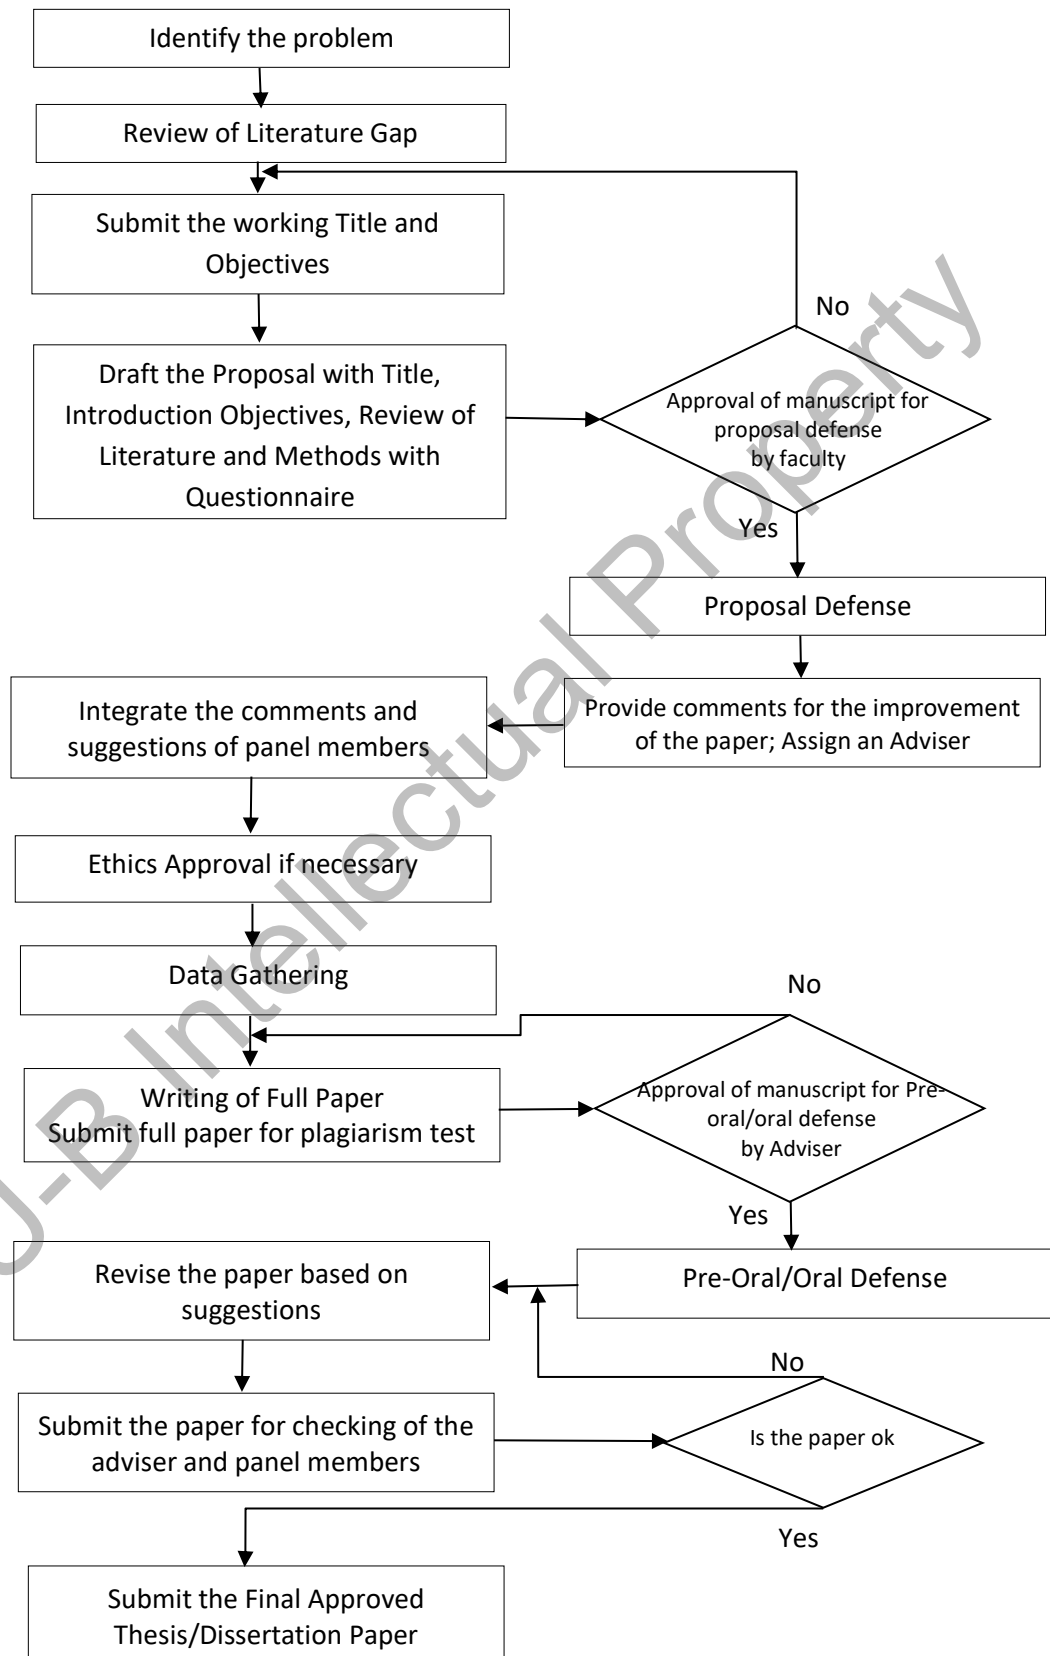 Identify the problem
Review of Literature Gap
Submit the working Title and
Objectives
No
Draft the Proposal with Title,
Introduction Objectives, Review of
Literature and Methods with
Questionnaire
Approval of manuscript for
proposal defense
by faculty
Yes
Proposal Defense
Provide comments for the improvement
of the paper; Assign an Adviser
Integrate the comments and
suggestions of panel members
Ethics Approval if necessary
Data Gathering
No
Writing of Full Paper
Submit full paper for plagiarism test
Approval of manuscript for Pre-
oral/oral defense
by Adviser
Yes
Pre-Oral/Oral Defense
Revise the paper based on
suggestions
No
Submit the paper for checking of the
adviser and panel members
Is the paper ok
Yes
Submit the Final Approved
Thesis/Dissertation Paper
U-B Intellectual Property